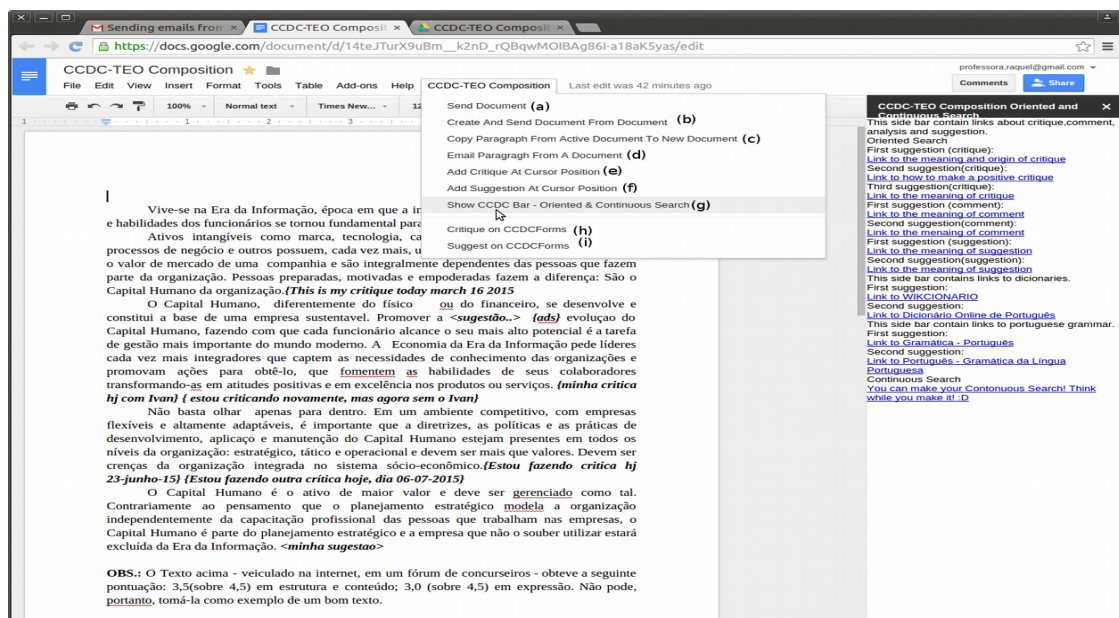 Sending emails from
CCDC-TEO Composit
CCDC-TEO Composit
https://docs.google.com/document/d/14teJTurX9uBm__k2nD_rQBqwMOIBAg86l-a18aK5yas/edit
CCDC-TEO Composition
professora.raquel@gmail.com
File Edit View Insert Format Tools Table Add-ons Help CCDC-TEO Composition Last edit was 42 minutes ago
Comments Share
100% Normal text Times New... 12
1 1 2 3
Send Document (a)
Create And Send Document From Document (b)
Copy Paragraph From Active Document To New Document (c)
Email Paragragh From A Document (d)
Add Critique At Cursor Position (e)
Add Suggestion At Cursor Position (f)
Show CCDC Bar - Oriented & Continuous Search (g)
Critique on CCDCForms (h)
Suggest on CCDCForms (i)
Vive-se na Era da Informação, época em que a
e habilidades dos funcionários se tornou fundamental
Ativos intangíveis como marca, tecnologia,
processos de negócio e outros possuem, cada vez mais,
o valor de mercado de uma companhia e são integralmente dependentes das pessoas que fazem
parte da organização. Pessoas preparadas, motivadas e empoderadas fazem a diferença: São o
Capital Humano da organização.{This is my critique today march 16 2015
O Capital Humano, diferentemente do físico ou do financeiro, se desenvolve e
constitui a base de uma empresa sustentavel. Promover a <sugestão..> {ads} evoluçao do
Capital Humano, fazendo com que cada funcionário alcance o seu mais alto potencial é a tarefa
de gestão mais importante do mundo moderno. A Economia da Era da Informação pede líderes
cada vez mais integradores que captem as necessidades de conhecimento das organizações e
promovam ações para obtê-lo, que fomentem as habilidades de seus colaboradores
transformando-as em atitudes positivas e em excelência nos produtos ou serviços. {minha critica
hj com Ivan} { estou criticando novamente, mas agora sem o Ivan}
Não basta olhar apenas para dentro. Em um ambiente competitivo, com empresas
flexíveis e altamente adaptáveis, é importante que a diretrizes, as políticas e as práticas de
desenvolvimento, aplicaço e manutenção do Capital Humano estejam presentes em todos os
níveis da organização: estratégico, tático e operacional e devem ser mais que valores. Devem ser
crenças da organização integrada no sistema sócio-econômico.{Estou fazendo critica hj
23-junho-15} {Estou fazendo outra crítica hoje, dia 06-07-2015}
O Capital Humano é o ativo de maior valor e deve ser gerenciado como tal.
Contrariamente ao pensamento que o planejamento estratégico modela a organização
independentemente da capacitação profissional das pessoas que trabalham nas empresas, o
Capital Humano é parte do planejamento estratégico e a empresa que não o souber utilizar estará
excluída da Era da Informação. <minha sugestao>
OBS.: O Texto acima - veiculado na internet, em um fórum de concurseiros - obteve a seguinte
pontuação: 3,5(sobre 4,5) em estrutura e conteúdo; 3,0 (sobre 4,5) em expressão. Não pode,
portanto, tomá-la como exemplo de um bom texto.
CCDC-TEO Composition Oriented and
Continuous Search
This side bar contain links about critique,comment,
analysis and suggestion.
Oriented Search
First suggestion (critique):
Link to the meaning and origin of critique
Second suggestion(critique):
Link to how to make a positive critique
Third suggestion(critique):
Link to the meaning of critique
First suggestion (comment):
Link to the meaning of comment
Second suggestion(comment):
Link to the menaing of comment
First suggestion (suggestion):
Link to the meaning of suggestion
Second suggestion(suggestion):
Link to the meaning of suggestion
This side bar contains links to dicionaries.
First suggestion:
Link to WIKCIONARIO
Second suggestion:
Link to Dicionário Online de Português
This side bar contain links to portuguese grammar.
First suggestion:
Link to Gramática - Português
Second suggestion:
Link to Português - Gramática da Língua
Portuguesa
Continuous Search
You can make your Contonuous Search! Think
while you make it! :D